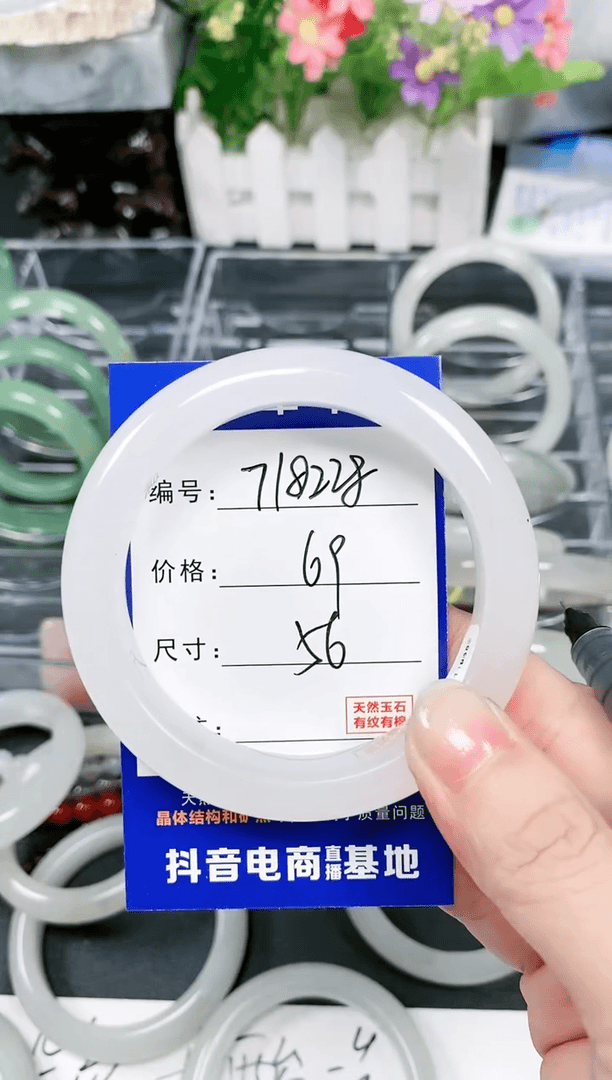 编号: 718228
价格: 69
尺寸: 56
天然玉石
有纹有棉
晶体结构和矿
质量问题
抖音电商直播基地